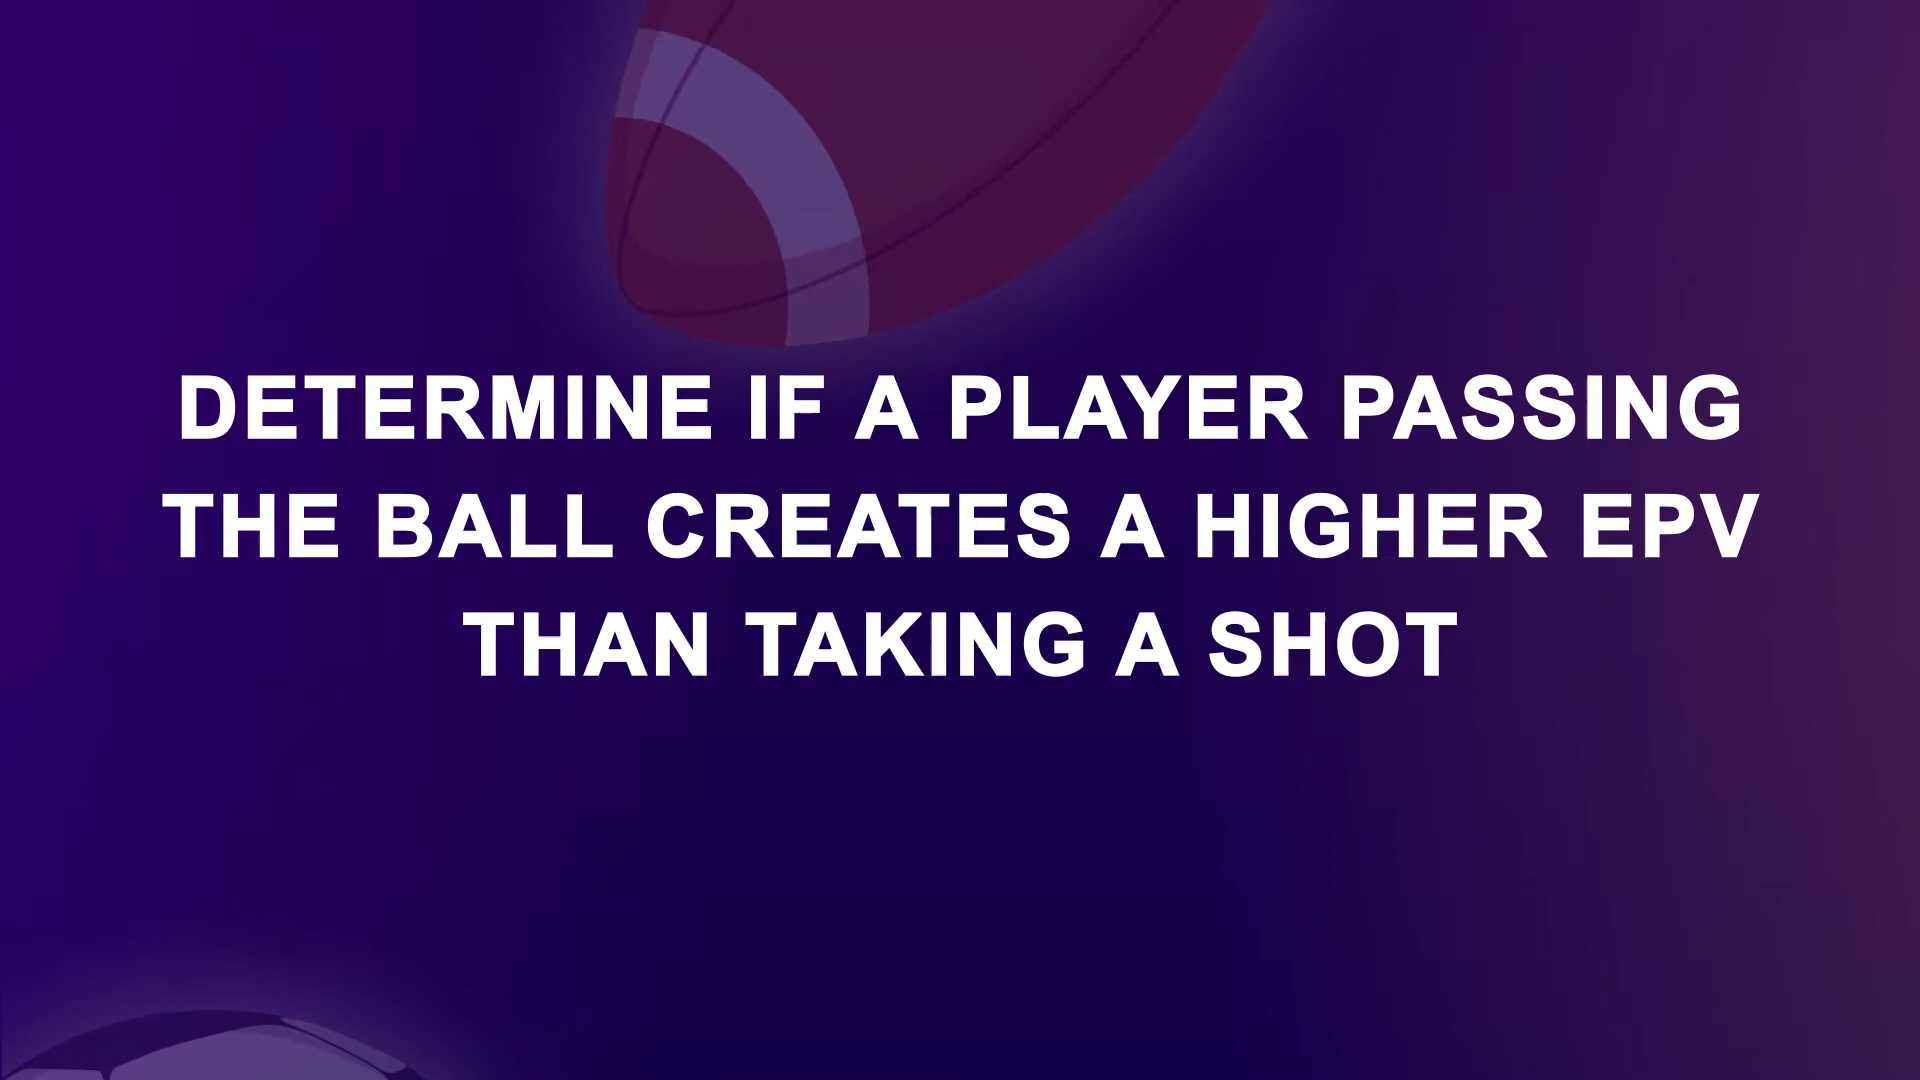 DETERMINE IF A PLAYER PASSING
THE BALL CREATES A HIGHER EPV
THAN TAKING A SHOT